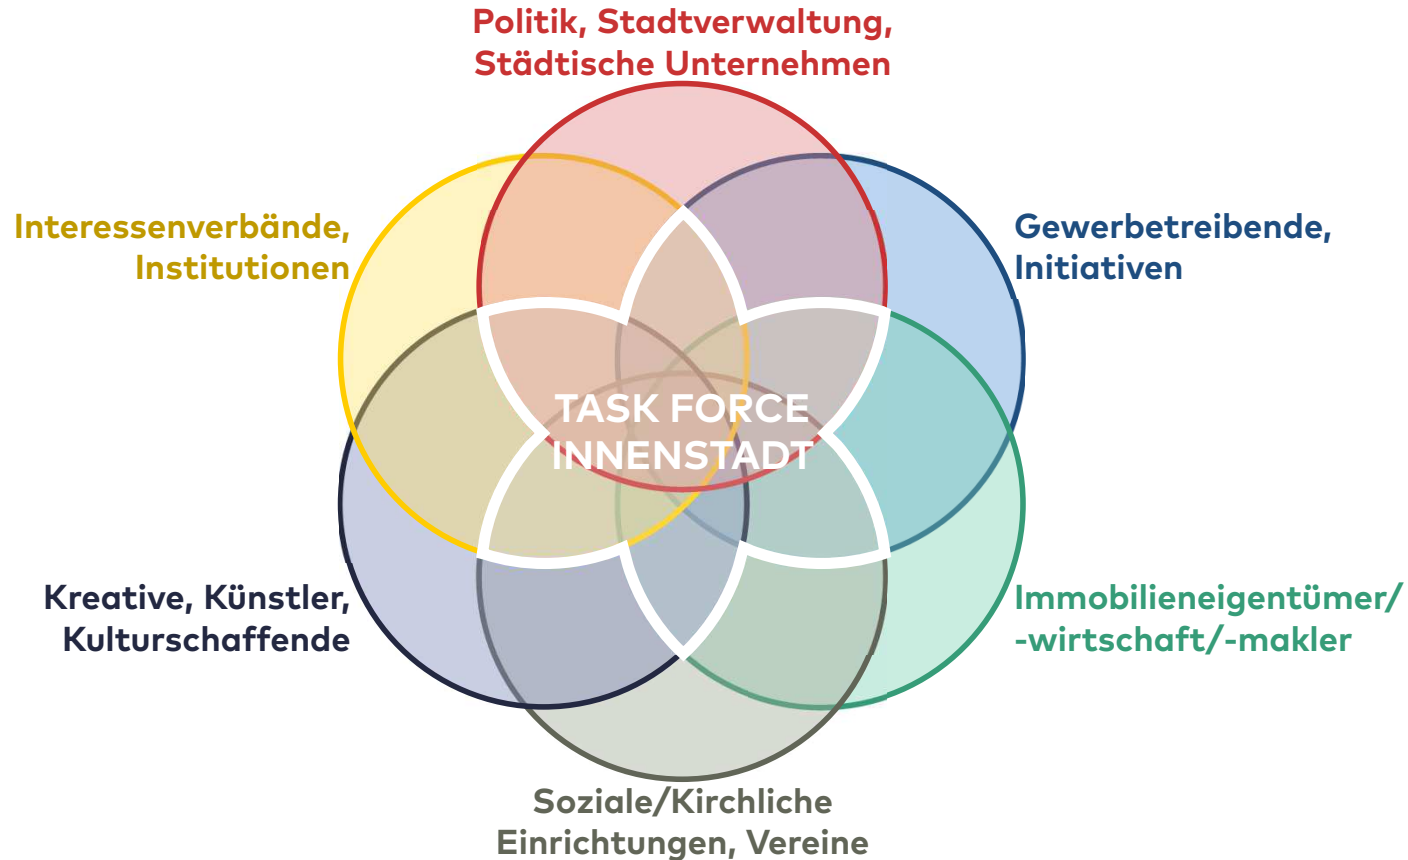 Politik, Stadtverwaltung,
Städtische Unternehmen
Interessenverbände,
Institutionen
Gewerbetreibende,
Initiativen
TASK FORCE
INNENSTADT
Kreative, Künstler,
Kulturschaffende
Immobilieneigentümer/
-wirtschaft/-makler
Soziale/Kirchliche
Einrichtungen, Vereine